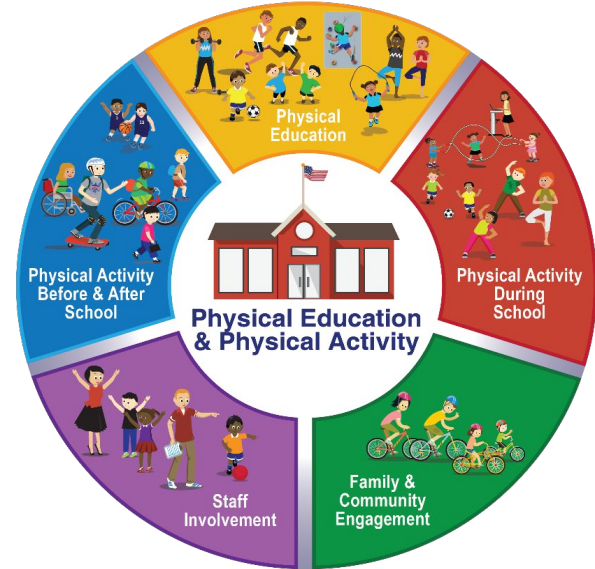 Physical
Education
Physical Activity
Before & After
School
Physical Activity
During
School
Physical Education
& Physical Activity
Staff
Involvement
Family &
Community
Engagement